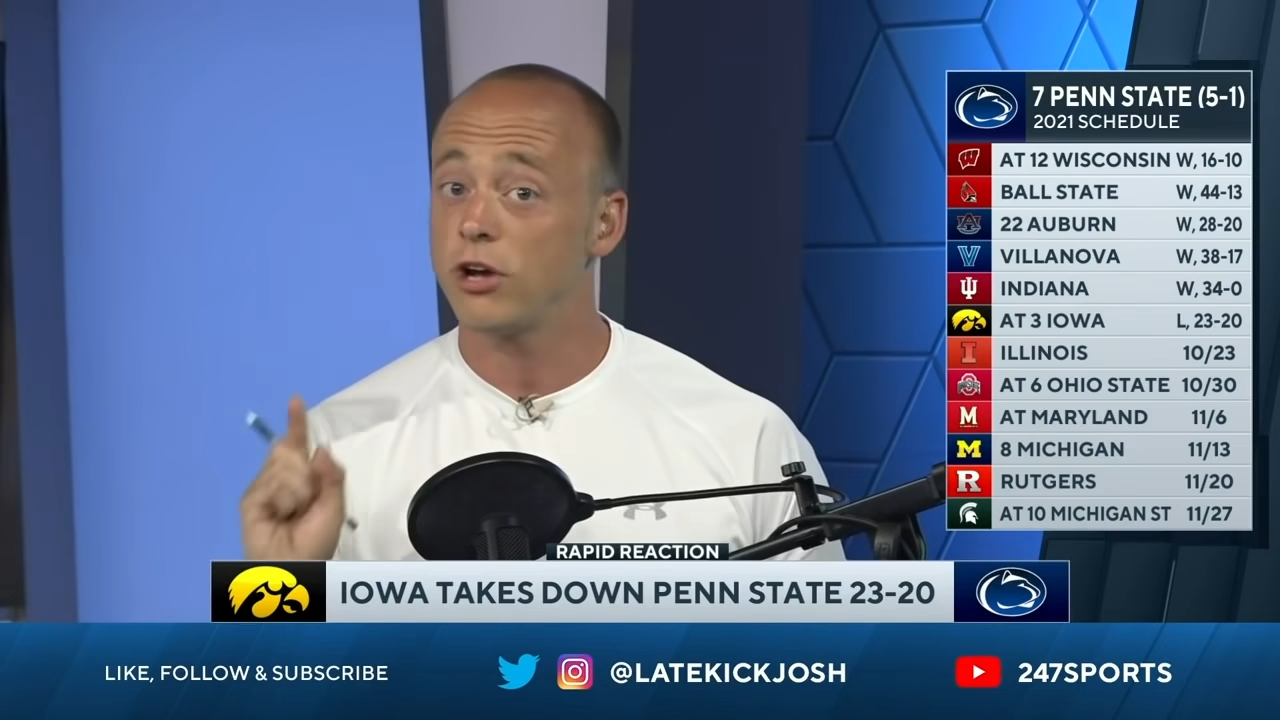 7 PENN STATE (5-1)
2021 SCHEDULE
AT 12 WISCONSIN W, 16-10
BALL STATE W, 44-13
22 AUBURN W, 28-20
VILLANOVA W, 38-17
INDIANA W, 34-0
AT 3 IOWA L, 23-20
ILLINOIS 10/23
AT 6 OHIO STATE 10/30
AT MARYLAND 11/6
8 MICHIGAN 11/13
RUTGERS 11/20
AT 10 MICHIGAN ST 11/27
RAPID REACTION
IOWA TAKES DOWN PENN STATE 23-20
LIKE, FOLLOW & SUBSCRIBE
@LATEKICKJOSH
247SPORTS